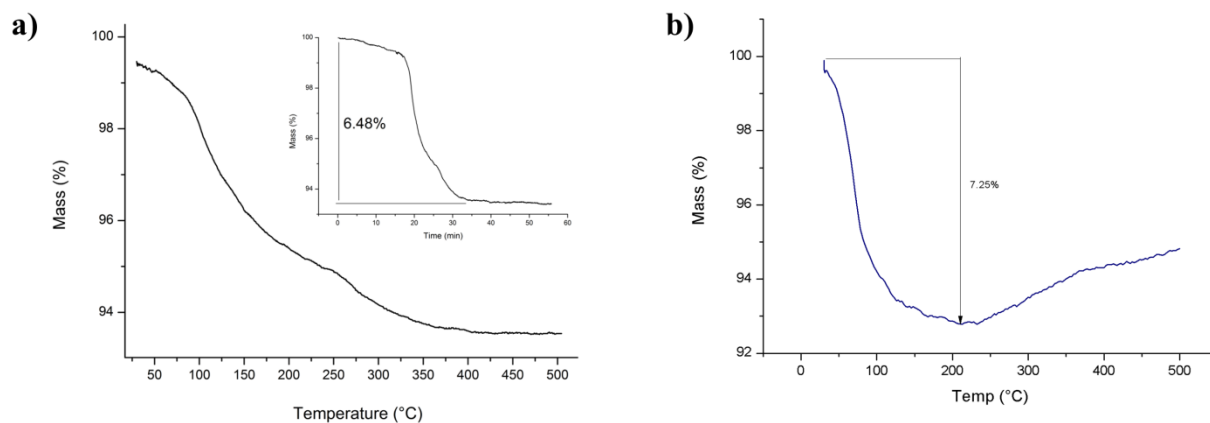 a)
100
98
96
94
Mass (%)
50 100 150 200 250 300 350 400 450 500
Temperature (°C)
100
98
96
94
Mass (%)
6.48%
0 10 20 30 40 50 60
Time (min)
b)
100
98
96
94
92
Mass (%)
7.25%
0 100 200 300 400 500
Temp (°C)